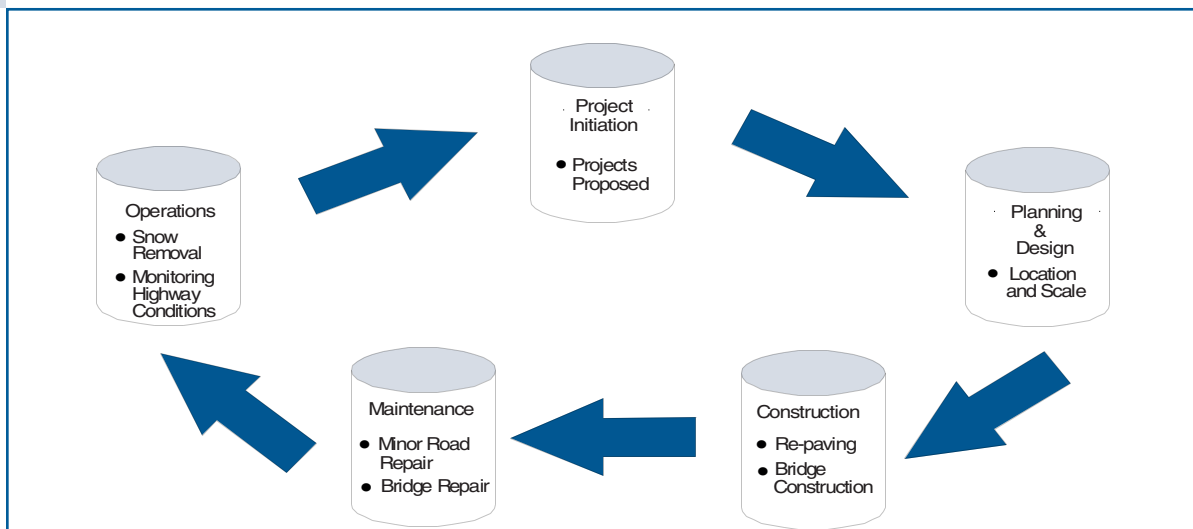 Project
Initiation
● Projects
Proposed
Operations
● Snow
Removal
● Monitoring
Highway
Conditions
Planning
&
Design
● Location
and Scale
Maintenance
● Minor Road
Repair
● Bridge Repair
Construction
● Re-paving
● Bridge
Construction